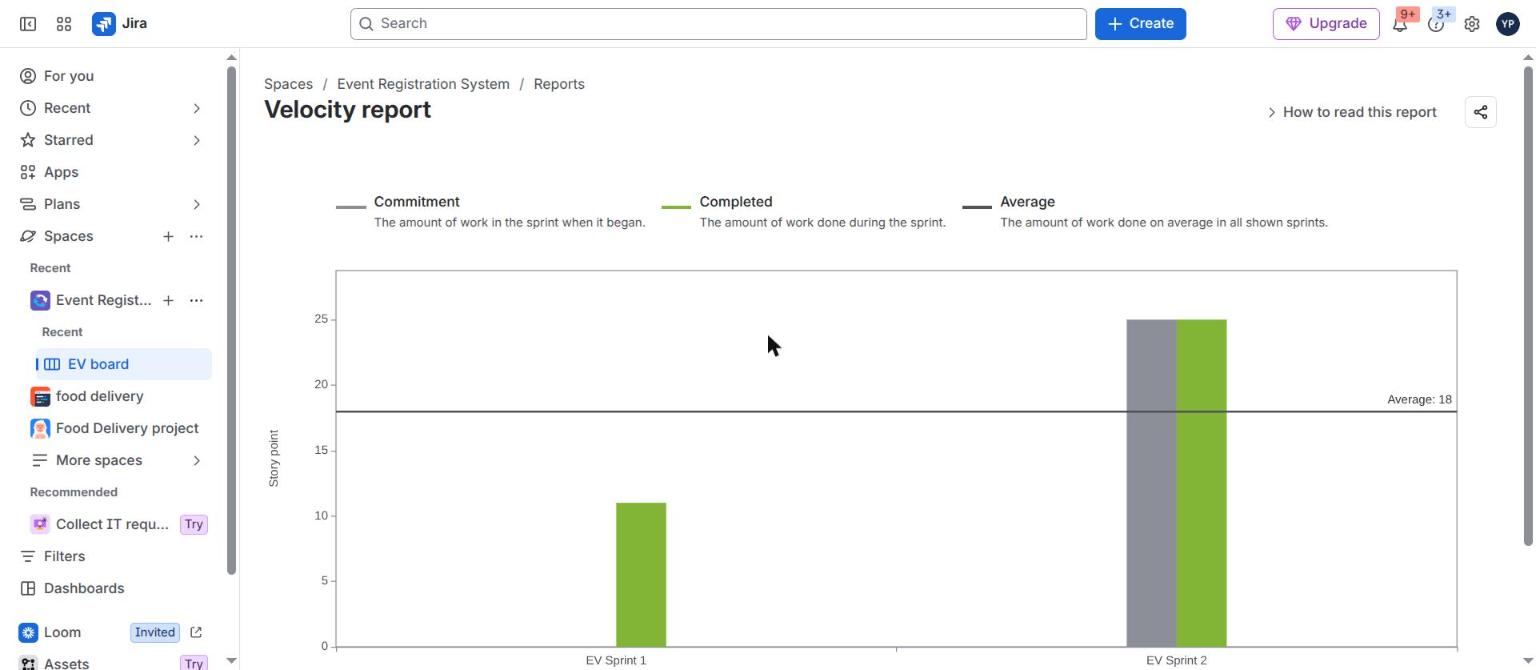 Jira
Search
+ Create
Upgrade
9+
3+
YP
For you
Recent
Starred
Apps
Plans
Spaces
Recent
Event Regist...
Recent
EV board
food delivery
Food Delivery project
More spaces
Recommended
Collect IT requ... Try
Filters
Dashboards
Loom Invited
Assets Try
Spaces / Event Registration System / Reports
Velocity report
How to read this report
Commitment
The amount of work in the sprint when it began.
Completed
The amount of work done during the sprint.
Average
The amount of work done on average in all shown sprints.
Story point
25
20
15
10
5
0
Average: 18
EV Sprint 1
EV Sprint 2